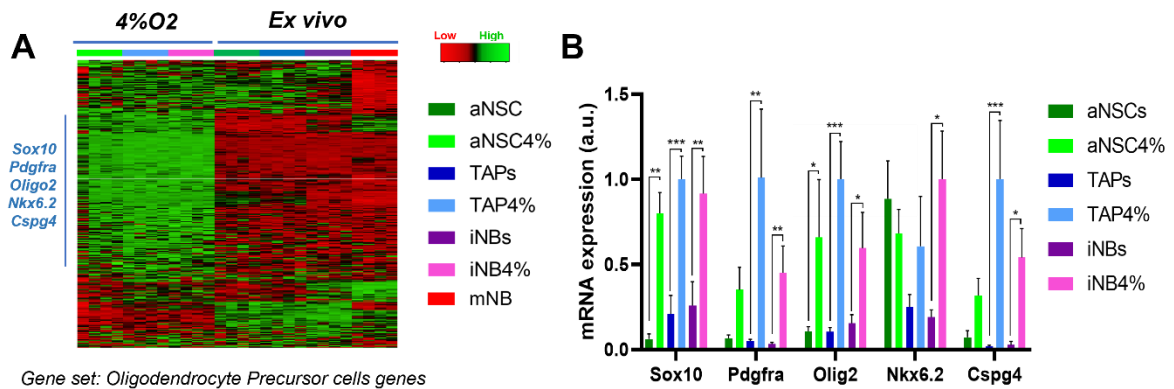 A
4%O2
Ex vivo
Low
High
Sox10
Pdgfra
Oligo2
Nkx6.2
Cspg4
aNSC
aNSC4%
TAPs
TAP4%
iNBs
iNB4%
mNB
Gene set: Oligodendrocyte Precursor cells genes
B
mRNA expression (a.u.)
1.5
1.0
0.5
0.0
**
***
**
**
**
*
***
*
*
***
*
Sox10
Pdgfra
Olig2
Nkx6.2
Cspg4
aNSCs
aNSC4%
TAPs
TAP4%
iNBs
iNB4%